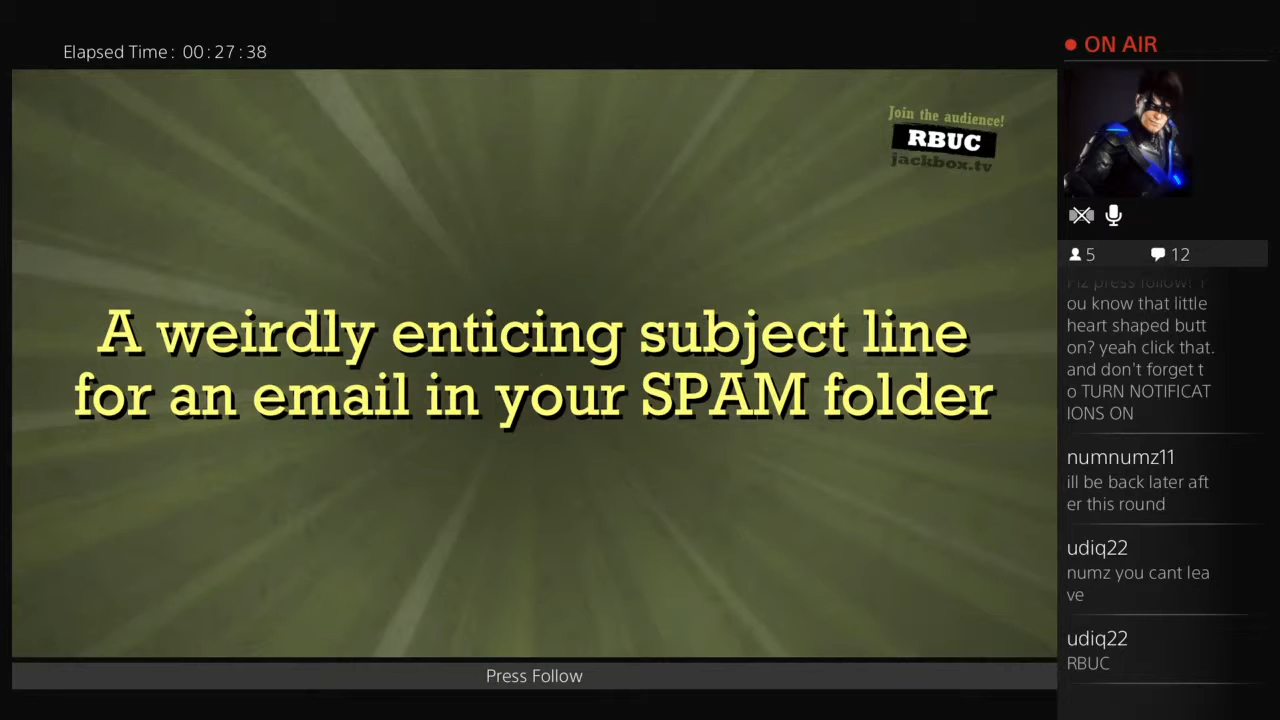 Elapsed Time: 00:27:38
ON AIR
Join the audience!
RBUC
jackbox.tv
A weirdly enticing subject line
for an email in your SPAM folder
Press Follow
5
12
Plz press follow! Y
ou know that little
heart shaped butt
on? yeah click that.
and don't forget t
o TURN NOTIFICAT
IONS ON
numnumz11
ill be back later aft
er this round
udiq22
numz you cant lea
ve
udiq22
RBUC